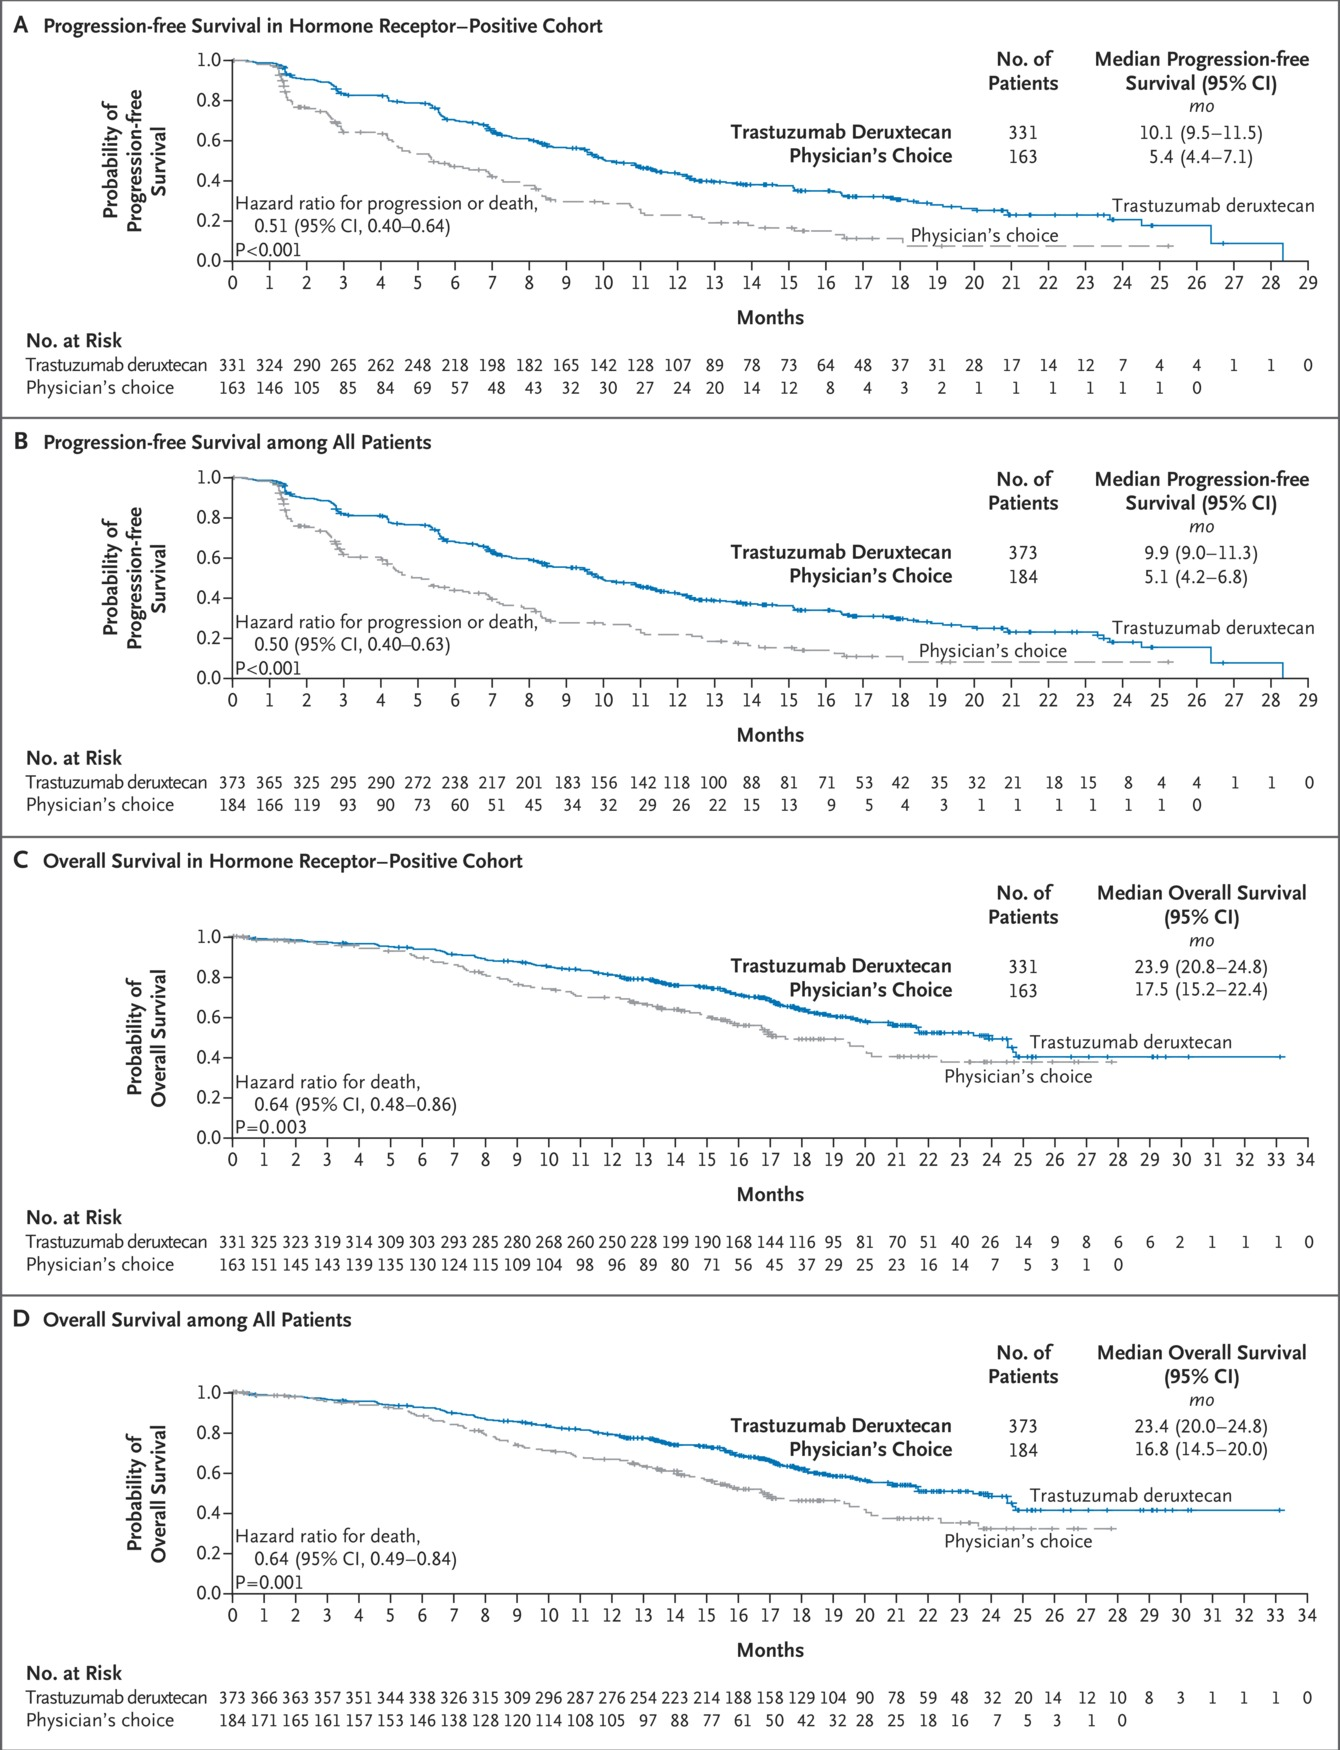 A Progression-free Survival in Hormone Receptor–Positive Cohort
Probability of
Progression-free
Survival
1.0
0.8
0.6
0.4
0.2
0.0
No. of
Patients
Median Progression-free
Survival (95% CI)
mo
Trastuzumab Deruxtecan 331 10.1 (9.5–11.5)
Physician's Choice 163 5.4 (4.4–7.1)
Hazard ratio for progression or death,
0.51 (95% CI, 0.40–0.64)
P<0.001
Trastuzumab deruxtecan
Physician's choice
0 1 2 3 4 5 6 7 8 9 10 11 12 13 14 15 16 17 18 19 20 21 22 23 24 25 26 27 28 29
Months
No. at Risk
Trastuzumab deruxtecan 331 324 290 265 262 248 218 198 182 165 142 128 107 89 78 73 64 48 37 31 28 17 14 12 7 4 4 1 1 0
Physician's choice 163 146 105 85 84 69 57 48 43 32 30 27 24 20 14 12 8 4 3 2 1 1 1 1 1 1 0
B Progression-free Survival among All Patients
Probability of
Progression-free
Survival
1.0
0.8
0.6
0.4
0.2
0.0
No. of
Patients
Median Progression-free
Survival (95% CI)
mo
Trastuzumab Deruxtecan 373 9.9 (9.0–11.3)
Physician's Choice 184 5.1 (4.2–6.8)
Hazard ratio for progression or death,
0.50 (95% CI, 0.40–0.63)
P<0.001
Trastuzumab deruxtecan
Physician's choice
0 1 2 3 4 5 6 7 8 9 10 11 12 13 14 15 16 17 18 19 20 21 22 23 24 25 26 27 28 29
Months
No. at Risk
Trastuzumab deruxtecan 373 365 325 295 290 272 238 217 201 183 156 142 118 100 88 81 71 53 42 35 32 21 18 15 8 4 4 1 1 0
Physician's choice 184 166 119 93 90 73 60 51 45 34 32 29 26 22 15 13 9 5 4 3 1 1 1 1 1 1 0
C Overall Survival in Hormone Receptor–Positive Cohort
Probability of
Overall Survival
1.0
0.8
0.6
0.4
0.2
0.0
No. of
Patients
Median Overall Survival
(95% CI)
mo
Trastuzumab Deruxtecan 331 23.9 (20.8–24.8)
Physician's Choice 163 17.5 (15.2–22.4)
Hazard ratio for death,
0.64 (95% CI, 0.48–0.86)
P=0.003
Trastuzumab deruxtecan
Physician's choice
0 1 2 3 4 5 6 7 8 9 10 11 12 13 14 15 16 17 18 19 20 21 22 23 24 25 26 27 28 29 30 31 32 33 34
Months
No. at Risk
Trastuzumab deruxtecan 331 325 323 319 314 309 303 293 285 280 268 260 250 228 199 190 168 144 116 95 81 70 51 40 26 14 9 8 6 6 2 1 1 1 0
Physician's choice 163 151 145 143 139 135 130 124 115 109 104 98 96 89 80 71 56 45 37 29 25 23 16 14 7 5 3 1 0
D Overall Survival among All Patients
Probability of
Overall Survival
1.0
0.8
0.6
0.4
0.2
0.0
No. of
Patients
Median Overall Survival
(95% CI)
mo
Trastuzumab Deruxtecan 373 23.4 (20.0–24.8)
Physician's Choice 184 16.8 (14.5–20.0)
Hazard ratio for death,
0.64 (95% CI, 0.49–0.84)
P=0.001
Trastuzumab deruxtecan
Physician's choice
0 1 2 3 4 5 6 7 8 9 10 11 12 13 14 15 16 17 18 19 20 21 22 23 24 25 26 27 28 29 30 31 32 33 34
Months
No. at Risk
Trastuzumab deruxtecan 373 366 363 357 351 344 338 326 315 309 296 287 276 254 223 214 188 158 129 104 90 78 59 48 32 20 14 12 10 8 3 1 1 1 0
Physician's choice 184 171 165 161 157 153 146 138 128 120 114 108 105 97 88 77 61 50 42 32 28 25 18 16 7 5 3 1 0